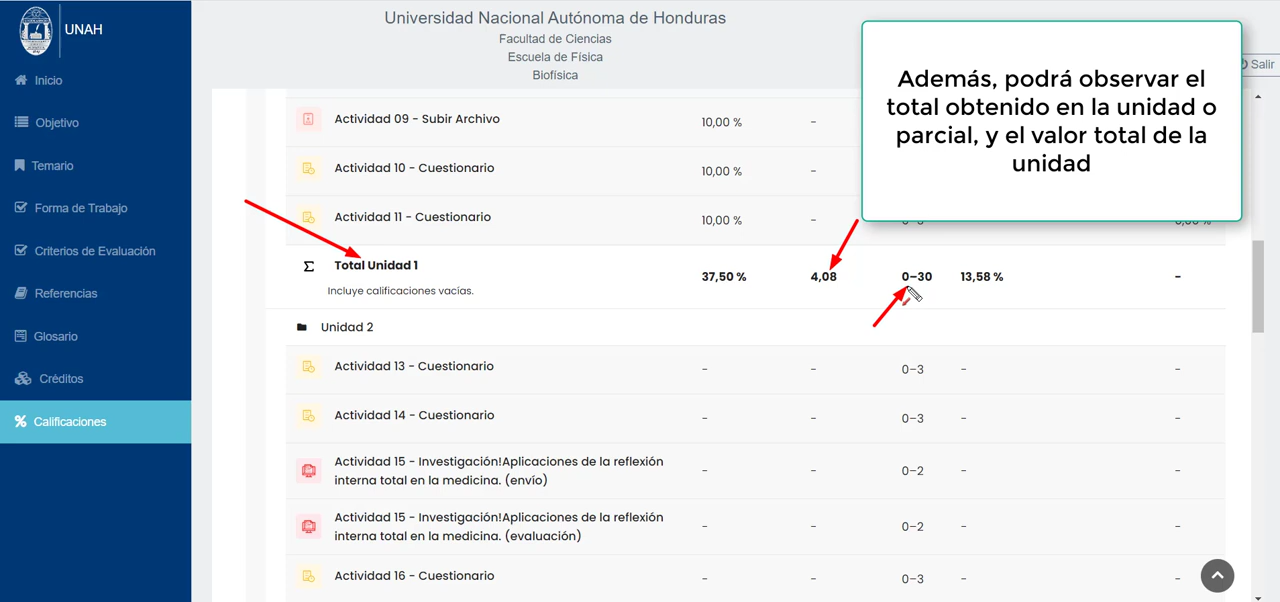 UNAH
Universidad Nacional Autónoma de Honduras
Facultad de Ciencias
Escuela de Física
Biofísica
Salir
Inicio
Objetivo
Temario
Forma de Trabajo
Criterios de Evaluación
Referencias
Glosario
Créditos
Calificaciones
Además, podrá observar el
total obtenido en la unidad o
parcial, y el valor total de la
unidad
Actividad 09 - Subir Archivo 10,00 % -
Actividad 10 - Cuestionario 10,00 % -
Actividad 11 - Cuestionario 10,00 % -
Σ Total Unidad 1 37,50 % 4,08 0–30 13,58 % -
Incluye calificaciones vacías.
Unidad 2
Actividad 13 - Cuestionario - - 0–3 - -
Actividad 14 - Cuestionario - - 0–3 - -
Actividad 15 - Investigación!Aplicaciones de la reflexión
interna total en la medicina. (envío) - - 0–2 - -
Actividad 15 - Investigación!Aplicaciones de la reflexión
interna total en la medicina. (evaluación) - - 0–2 - -
Actividad 16 - Cuestionario - - 0–3 - -